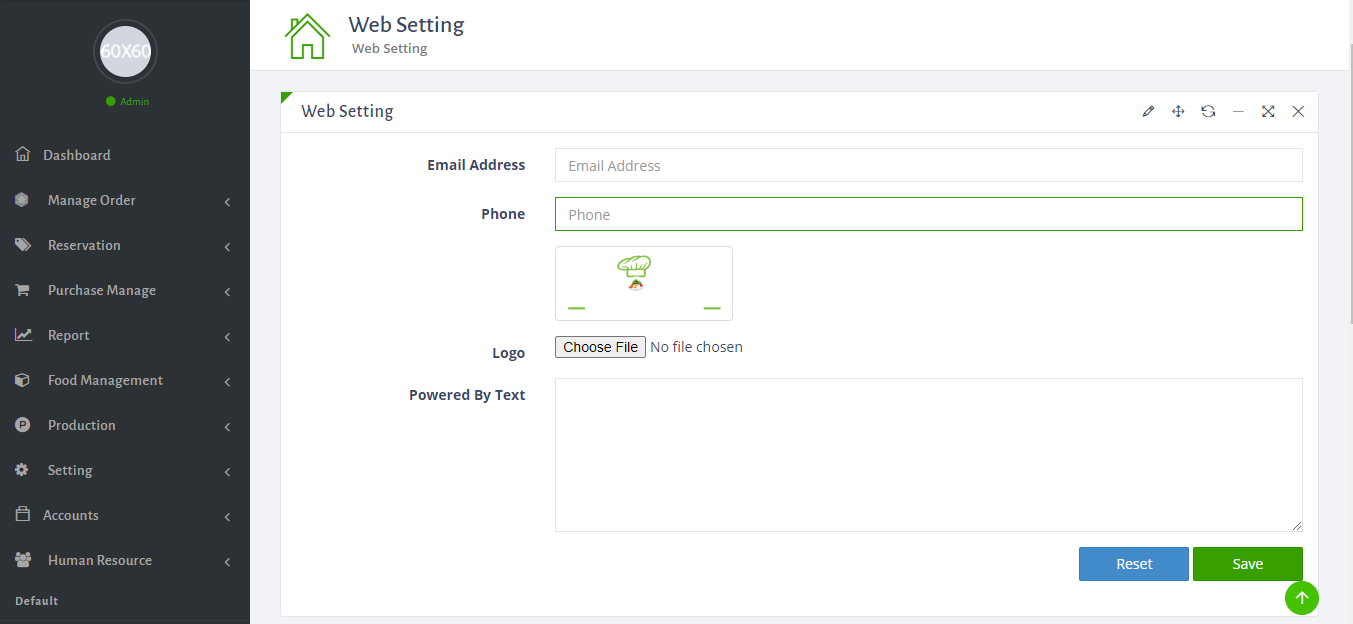 60X60
Admin
Dashboard
Manage Order
Reservation
Purchase Manage
Report
Food Management
Production
Setting
Accounts
Human Resource
Default
Web Setting
Web Setting
Web Setting
Email Address Email Address
Phone Phone
Logo Choose File No file chosen
Powered By Text
Reset Save